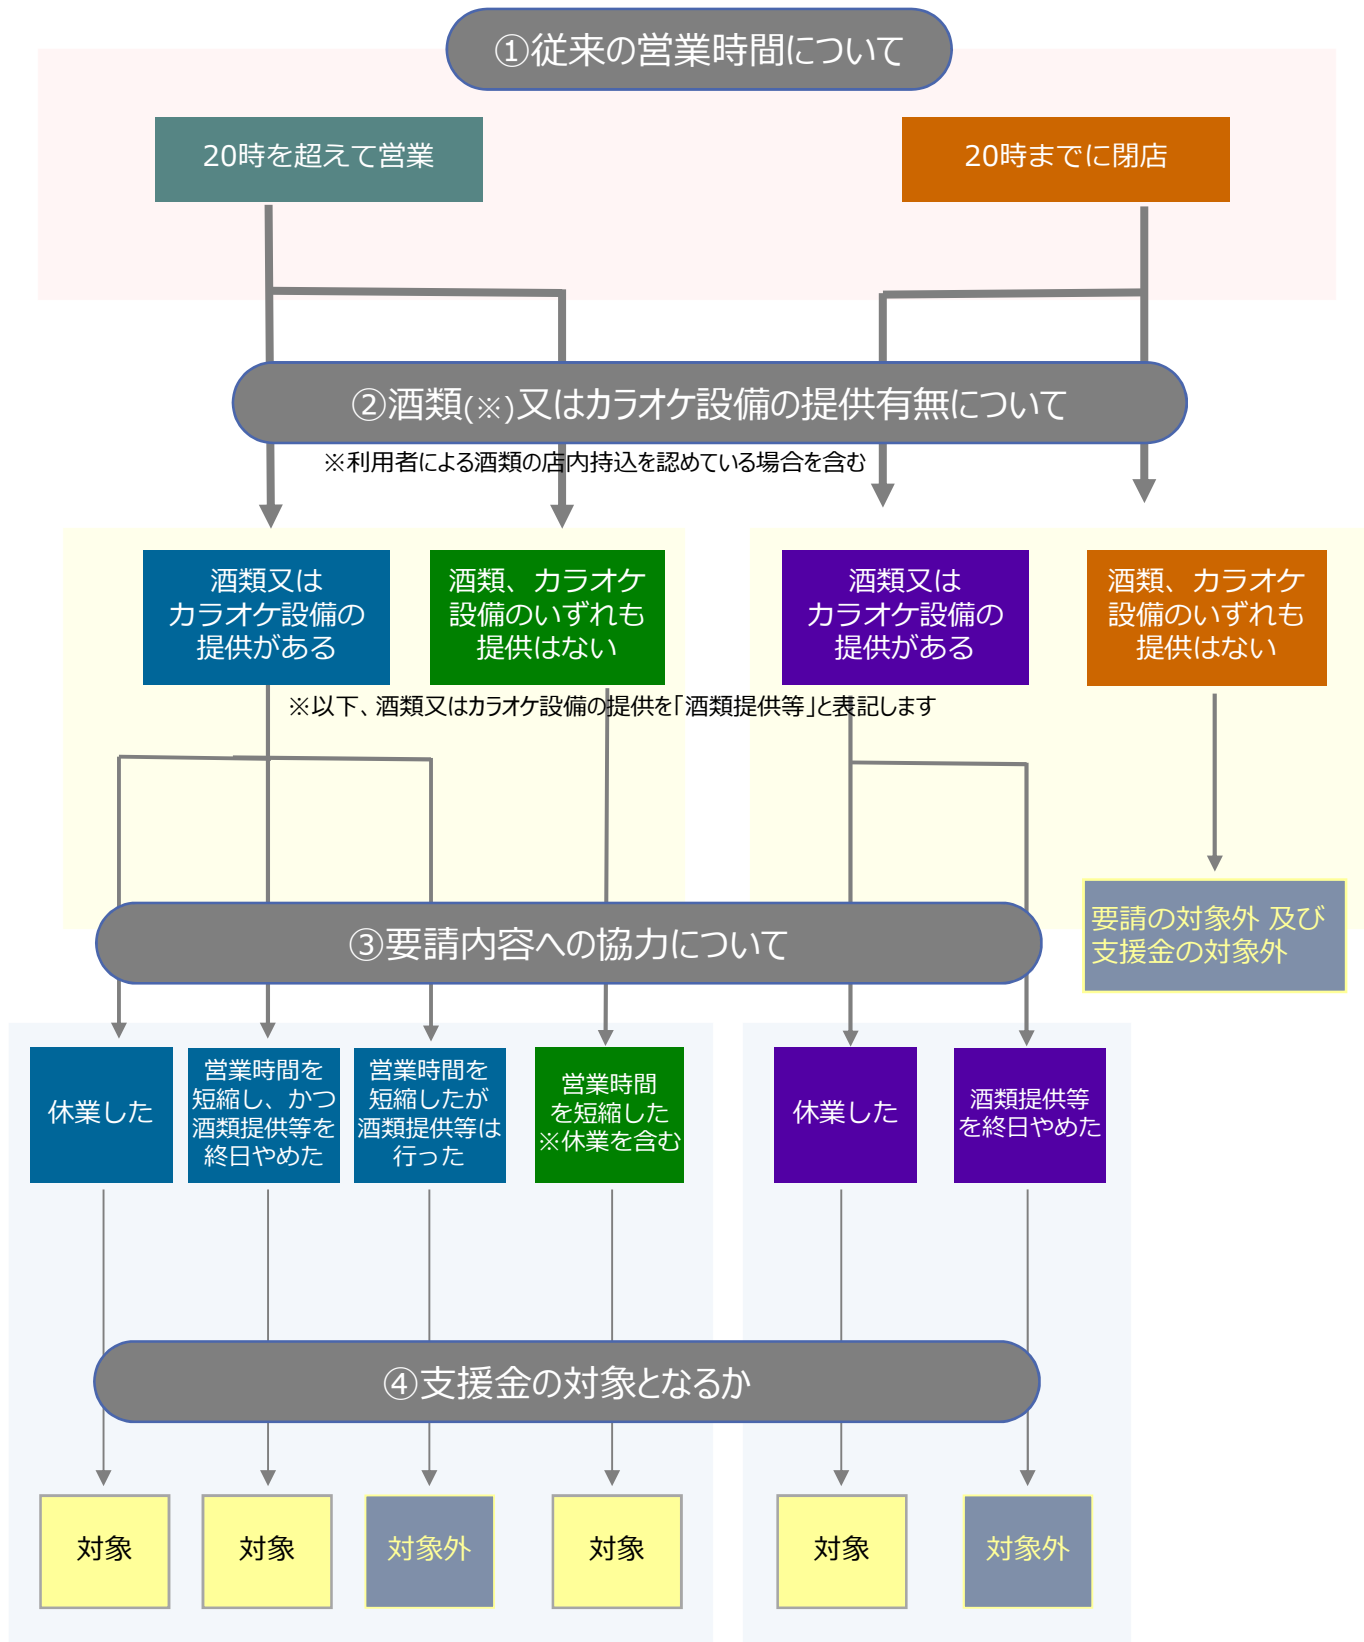 ①従来の営業時間について
20時を超えて営業
20時までに閉店
②酒類(※)又はカラオケ設備の提供有無について
※利用者による酒類の店内持込を認めている場合を含む
酒類又は
カラオケ設備の
提供がある
酒類、カラオケ
設備のいずれも
提供はない
酒類又は
カラオケ設備の
提供がある
酒類、カラオケ
設備のいずれも
提供はない
※以下、酒類又はカラオケ設備の提供を「酒類提供等」と表記します
要請の対象外 及び
支援金の対象外
③要請内容への協力について
休業した
営業時間を
短縮し、かつ
酒類提供等を
終日やめた
営業時間を
短縮したが
酒類提供等は
行った
営業時間
を短縮した
※休業を含む
休業した
酒類提供等
を終日やめた
④支援金の対象となるか
対象
対象
対象外
対象
対象
対象外